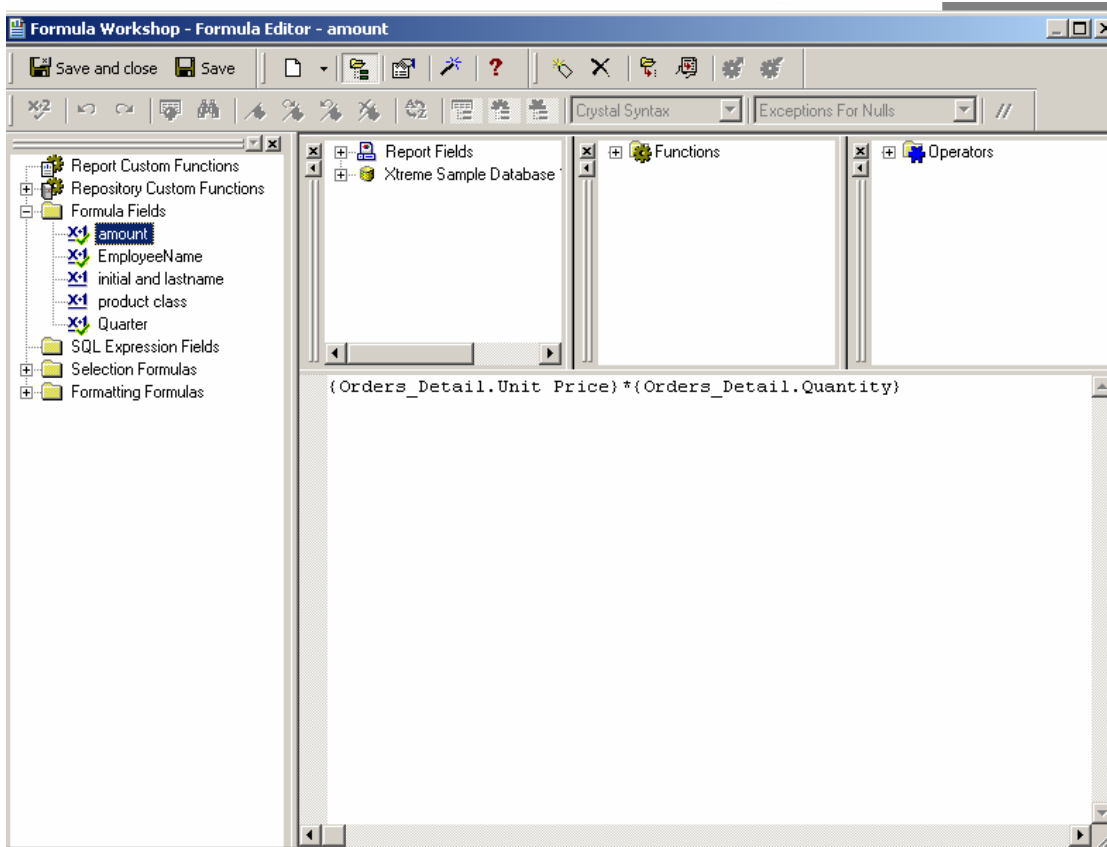 Formula Workshop - Formula Editor - amount
Save and close Save
Crystal Syntax Exceptions For Nulls //
Report Custom Functions
Repository Custom Functions
Formula Fields
amount
EmployeeName
initial and lastname
product class
Quarter
SQL Expression Fields
Selection Formulas
Formatting Formulas
Report Fields
Xtreme Sample Database
Functions
Operators
{Orders_Detail.Unit Price}*{Orders_Detail.Quantity}